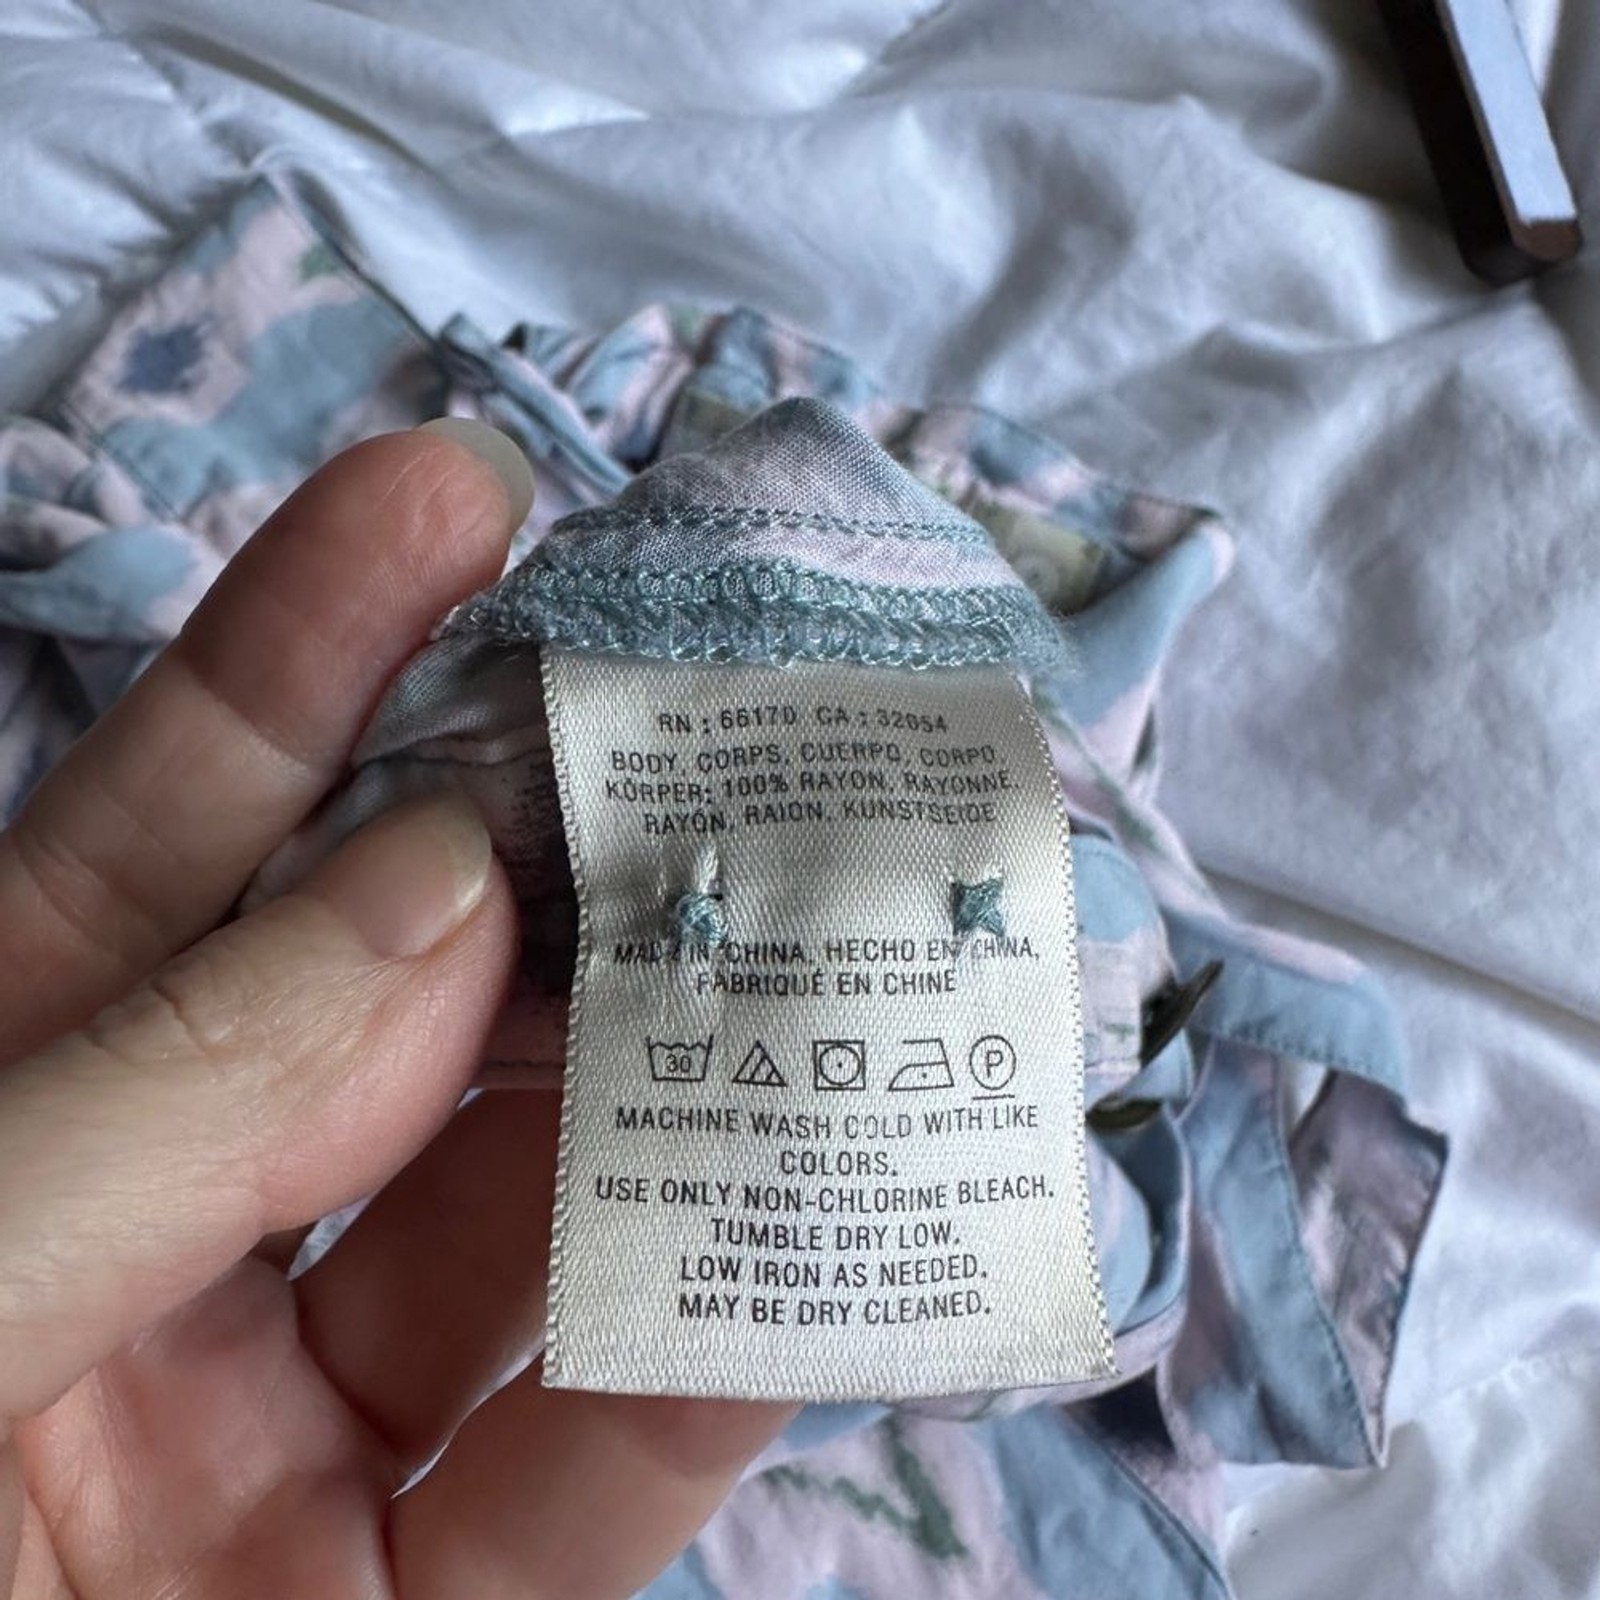 RN : 66170 CA : 32054
BODY, CORPS, CUERPO, CORPO,
KÖRPER: 100% RAYON, RAYONNE,
RAYÓN, RAION, KUNSTSEIDE
MADE IN CHINA, HECHO EN CHINA,
FABRIQUÉ EN CHINE
30 P
MACHINE WASH COLD WITH LIKE
COLORS.
USE ONLY NON-CHLORINE BLEACH.
TUMBLE DRY LOW.
LOW IRON AS NEEDED.
MAY BE DRY CLEANED.